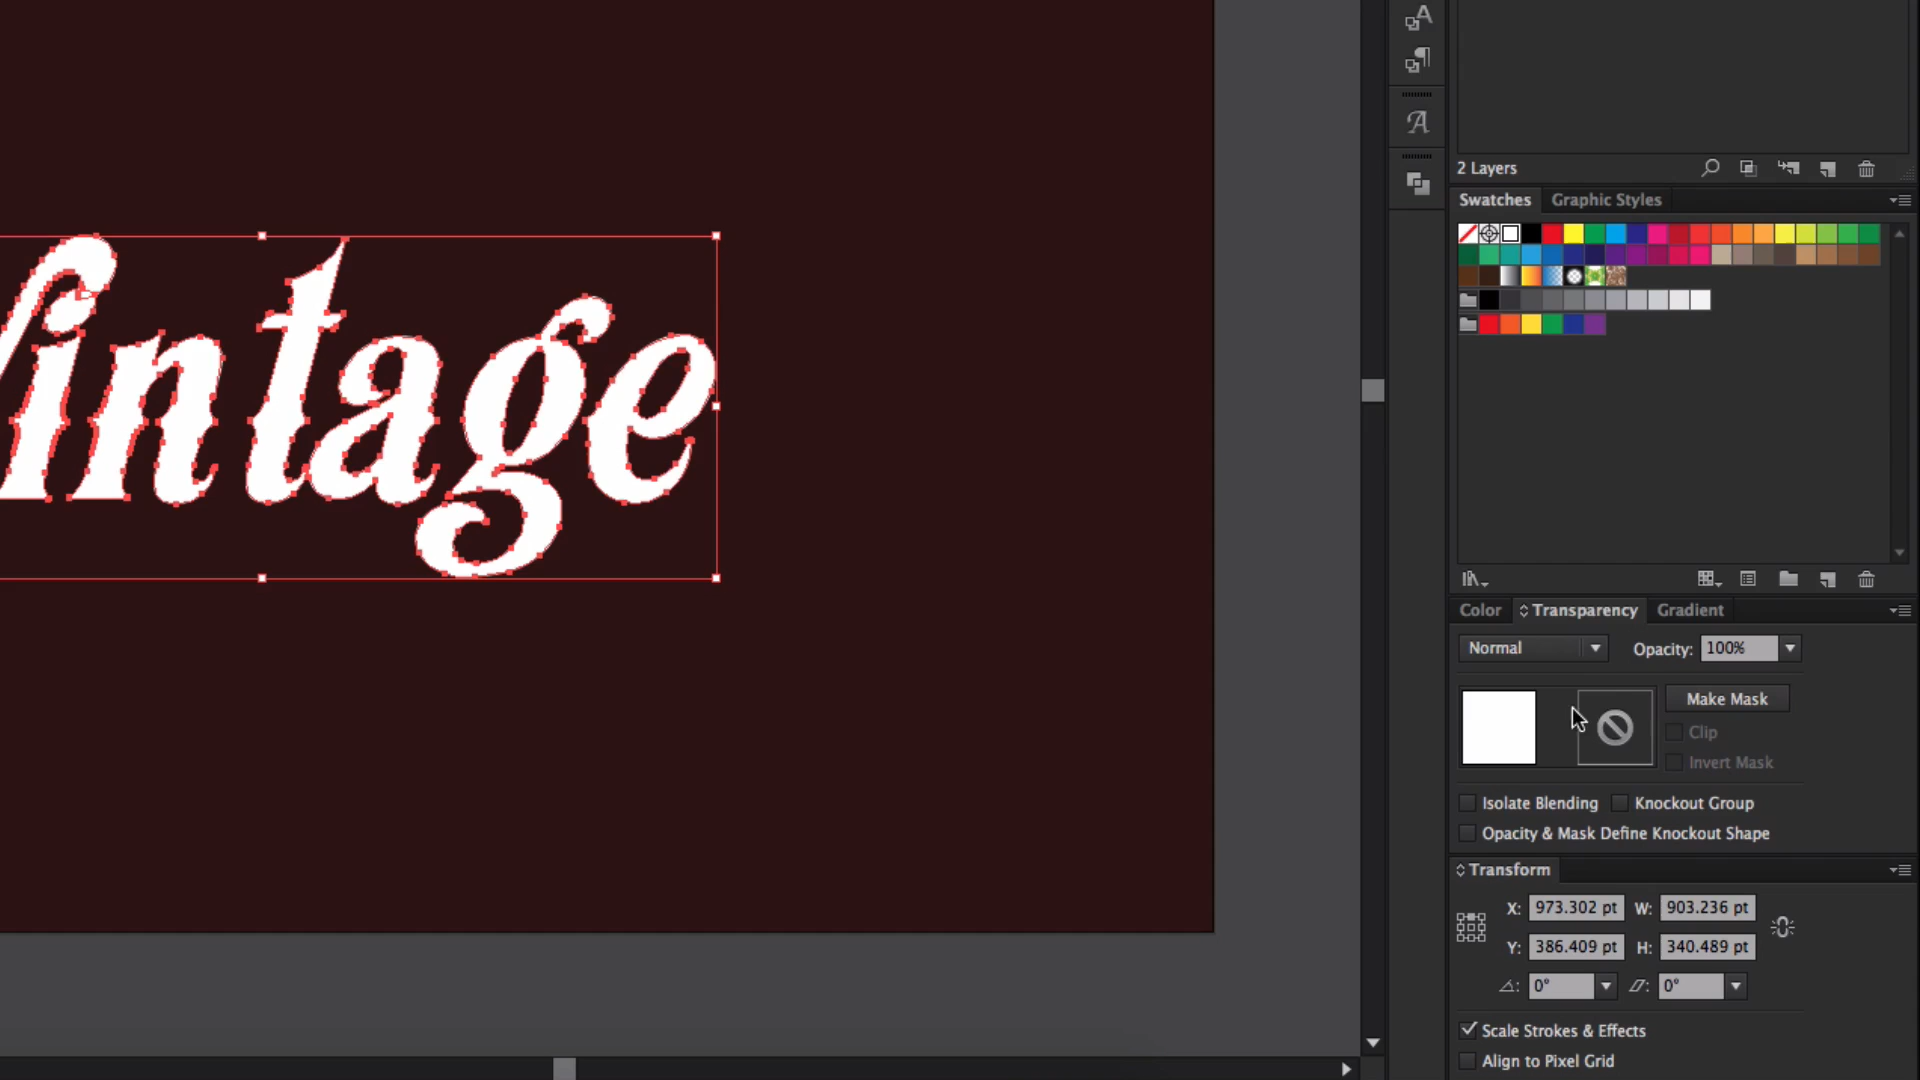 Vintage
2 Layers
Swatches Graphic Styles
Color Transparency Gradient
Normal Opacity: 100%
Make Mask
Clip
Invert Mask
Isolate Blending Knockout Group
Opacity & Mask Define Knockout Shape
Transform
X: 973.302 pt W: 903.236 pt
Y: 386.409 pt H: 340.489 pt
0° 0°
Scale Strokes & Effects
Align to Pixel Grid